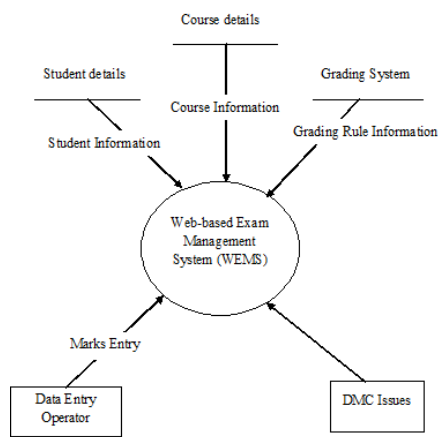 Course details
Student details
Grading System
Course Information
Grading Rule Information
Student Information
Web-based Exam
Management
System (WEMS)
Marks Entry
Data Entry
Operator
DMC Issues